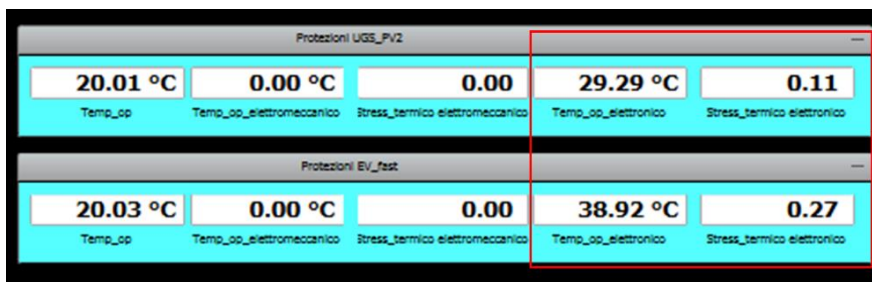 Protezioni UGS_PV2
20.01 °C 0.00 °C 0.00 29.29 °C 0.11
Temp_op Temp_op_elettromeccanico Stress_termico elettromeccanico Temp_op_elettronico Stress_termico elettronico
Protezioni EV_fast
20.03 °C 0.00 °C 0.00 38.92 °C 0.27
Temp_op Temp_op_elettromeccanico Stress_termico elettromeccanico Temp_op_elettronico Stress_termico elettronico